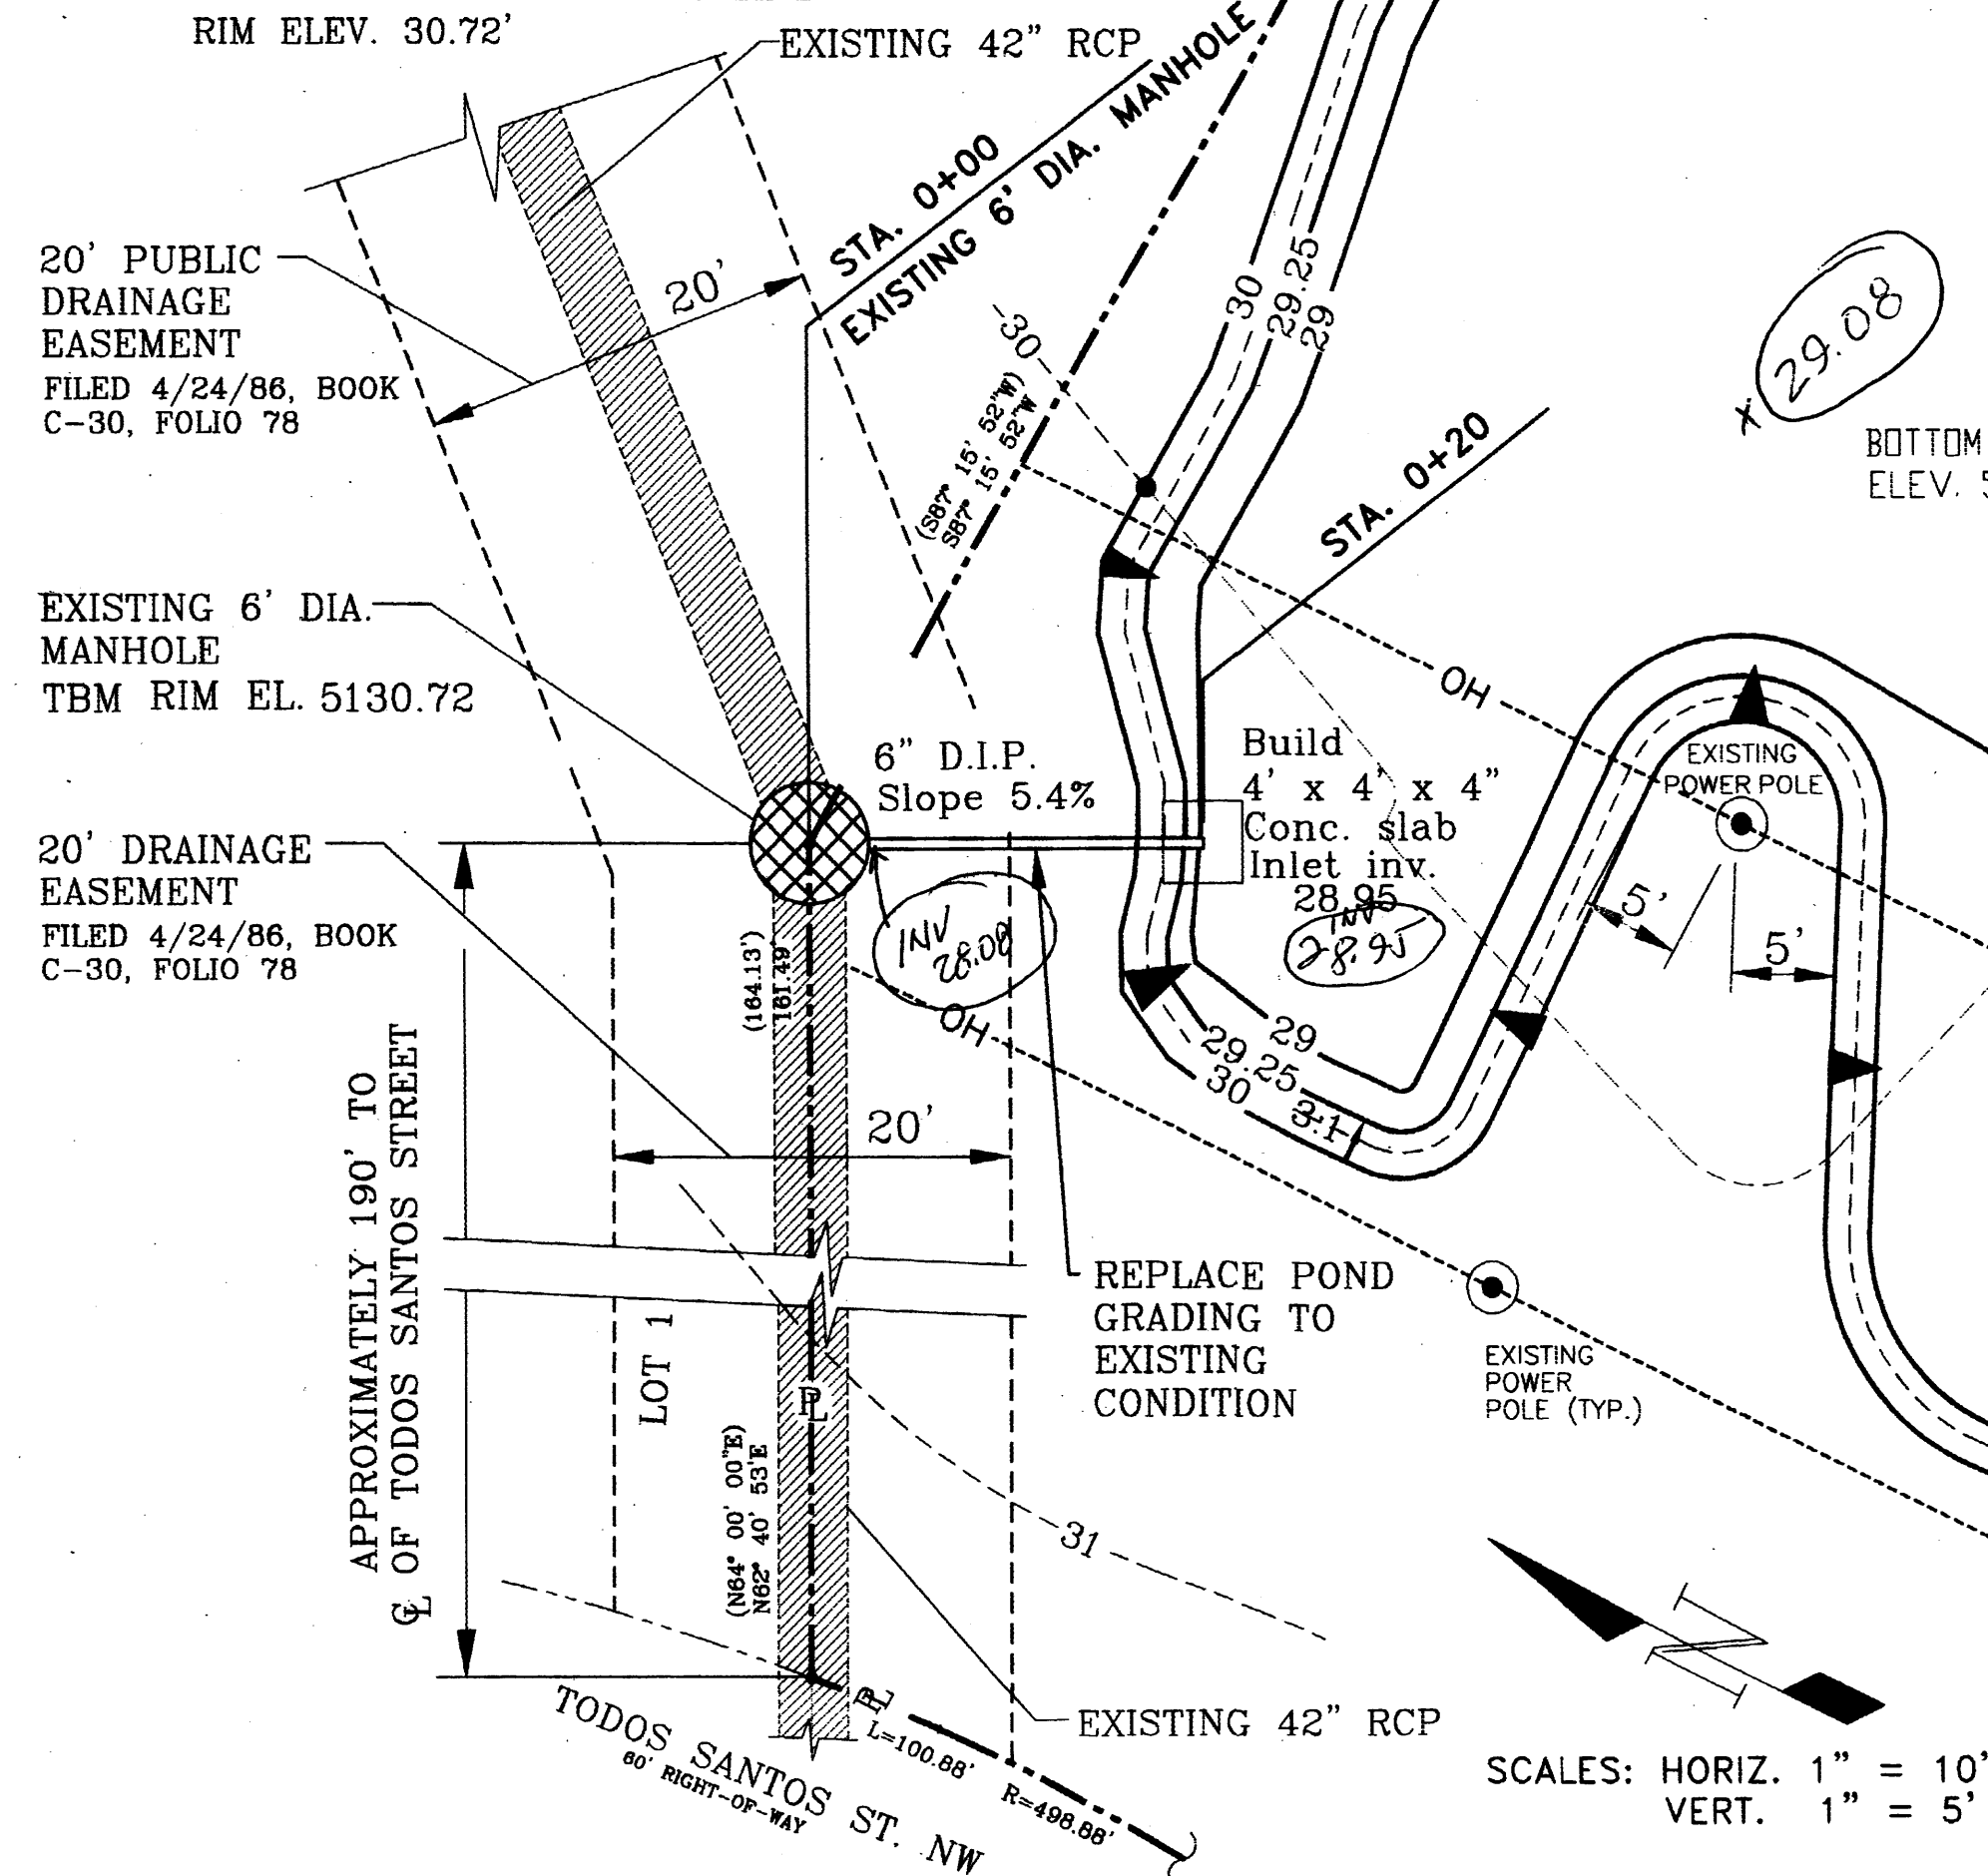 RIM ELEV. 30.72'
EXISTING 42" RCP
STA. 0+00
EXISTING 6' DIA. MANHOLE
20' PUBLIC
DRAINAGE
EASEMENT
FILED 4/24/86, BOOK
C-30, FOLIO 78
20'
-30-
30
29.25
29
29.08
x
BOTTOM
ELEV. 5
(S87° 15' 52"W)
S87° 15' 52"W
STA. 0+20
EXISTING 6' DIA.
MANHOLE
TBM RIM EL. 5130.72
OH
6" D.I.P.
Slope 5.4%
Build
4' x 4' x 4"
Conc. slab
Inlet inv.
28.95
INV
28.95
EXISTING
POWER POLE
5'
5'
20' DRAINAGE
EASEMENT
FILED 4/24/86, BOOK
C-30, FOLIO 78
INV
28.08
(164.13')
161.49'
OH
29
29.25
30
3:1
20'
APPROXIMATELY 190' TO
℄ OF TODOS SANTOS STREET
LOT 1
PL
REPLACE POND
GRADING TO
EXISTING
CONDITION
EXISTING
POWER
POLE (TYP.)
(N64° 00' 00"E)
N62° 40' 53"E
31
PL
L=100.88'
R=498.88'
EXISTING 42" RCP
TODOS SANTOS ST. NW
60' RIGHT-OF-WAY
N
SCALES: HORIZ. 1" = 10'
VERT. 1" = 5'